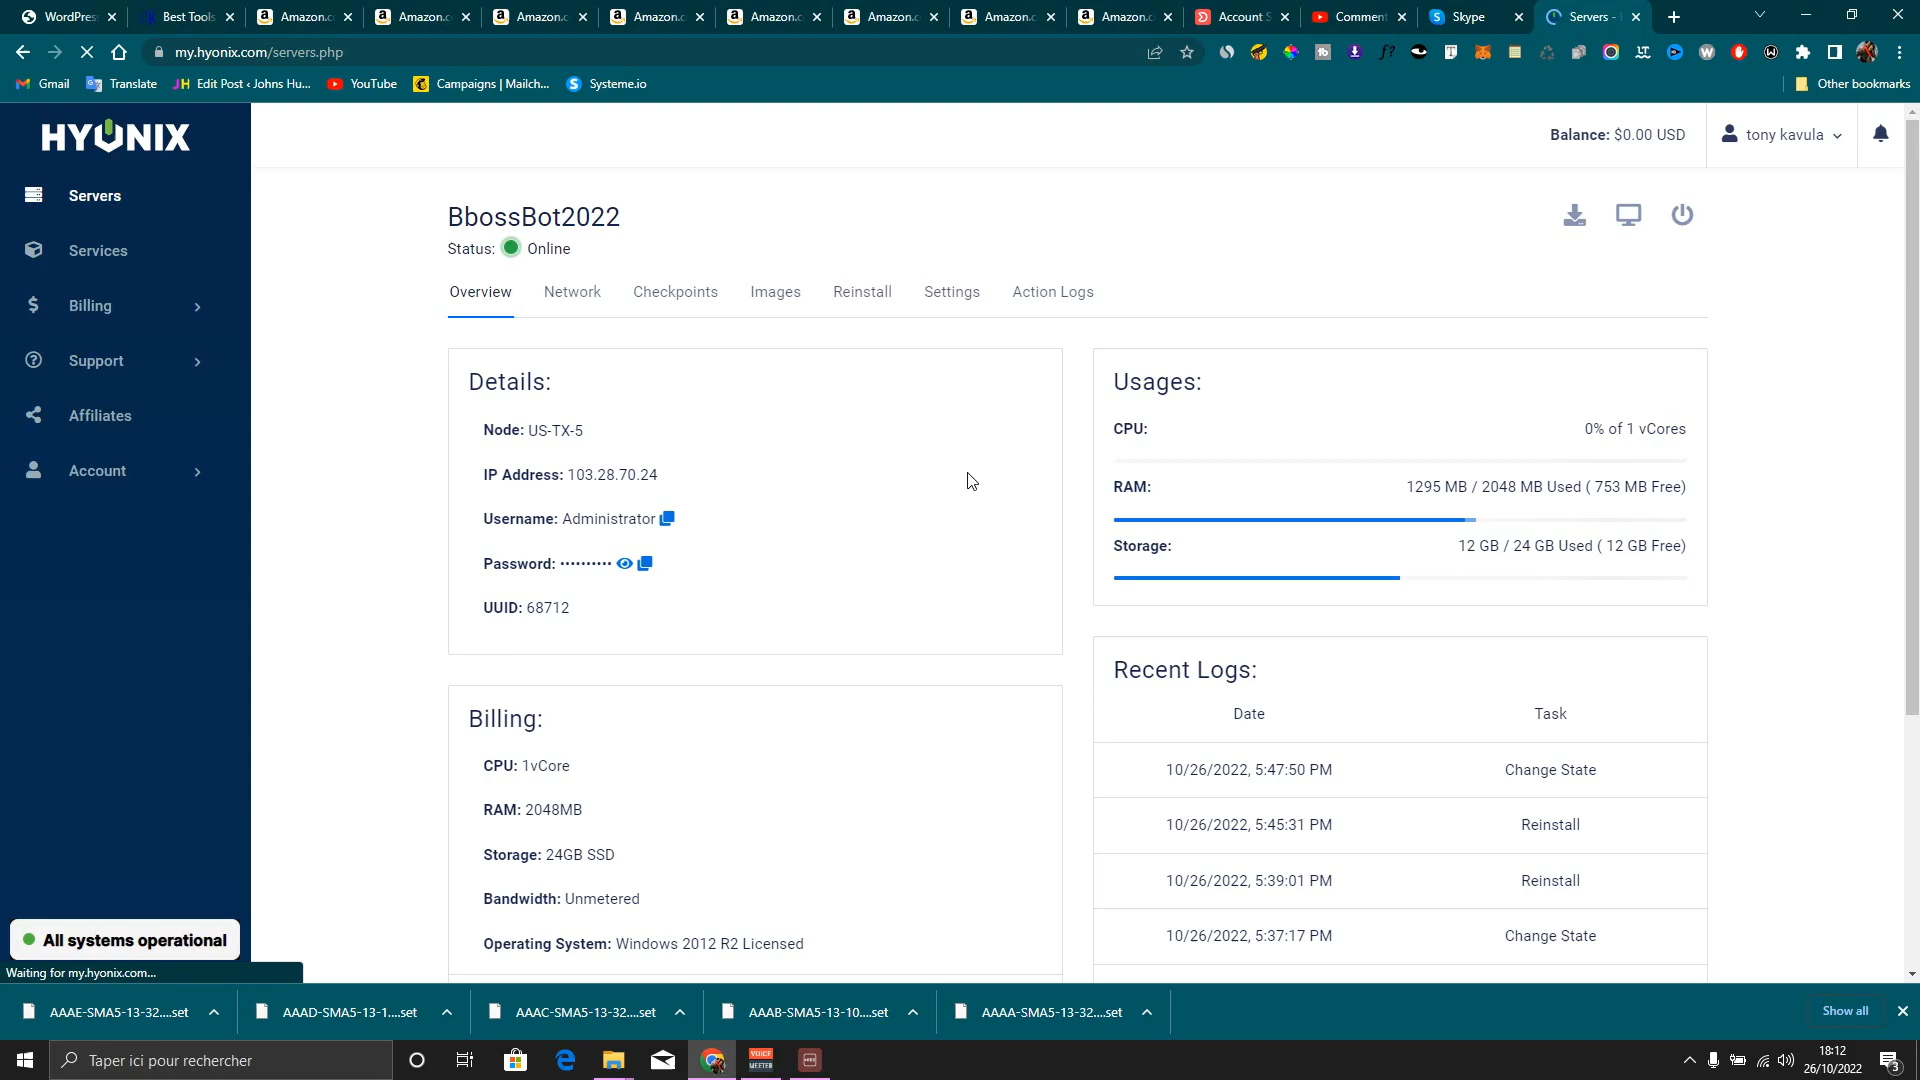 WordPres
Best Tools
Amazon.c
Amazon.c
Amazon.c
Amazon.c
Amazon.c
Amazon.c
Amazon.c
Amazon.c
Account S
Comment
Skype
Servers -
my.hyonix.com/servers.php
Gmail
Translate
JH Edit Post ‹ Johns Hu...
YouTube
Campaigns | Mailch...
Systeme.io
Other bookmarks
HYONIX
Balance: $0.00 USD
tony kavula
Servers
Services
Billing
Support
Affiliates
Account
BbossBot2022
Status: Online
Overview
Network
Checkpoints
Images
Reinstall
Settings
Action Logs
Details:
Node: US-TX-5
IP Address: 103.28.70.24
Username: Administrator
Password: ••••••••••
UUID: 68712
Usages:
CPU: 0% of 1 vCores
RAM: 1295 MB / 2048 MB Used ( 753 MB Free)
Storage: 12 GB / 24 GB Used ( 12 GB Free)
Billing:
CPU: 1vCore
RAM: 2048MB
Storage: 24GB SSD
Bandwidth: Unmetered
Operating System: Windows 2012 R2 Licensed
Recent Logs:
Date Task
10/26/2022, 5:47:50 PM Change State
10/26/2022, 5:45:31 PM Reinstall
10/26/2022, 5:39:01 PM Reinstall
10/26/2022, 5:37:17 PM Change State
All systems operational
Waiting for my.hyonix.com...
AAAE-SMA5-13-32....set
AAAD-SMA5-13-1....set
AAAC-SMA5-13-32....set
AAAB-SMA5-13-10....set
AAAA-SMA5-13-32....set
Show all
Taper ici pour rechercher
VOICE
MEETER
18:12
26/10/2022
3